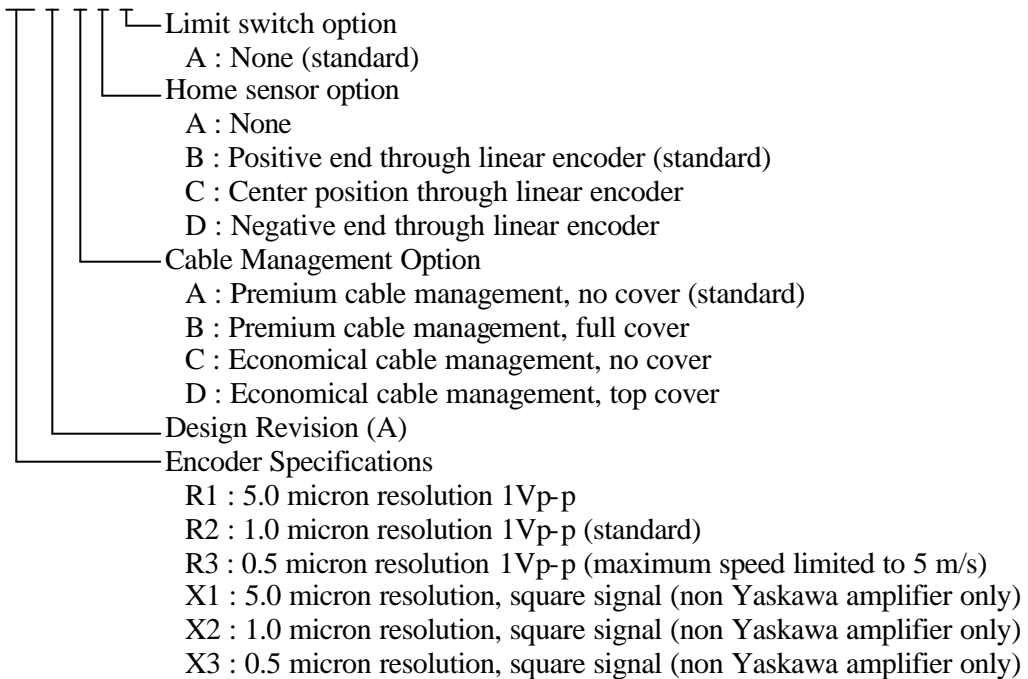 Limit switch option
A : None (standard)
Home sensor option
A : None
B : Positive end through linear encoder (standard)
C : Center position through linear encoder
D : Negative end through linear encoder
Cable Management Option
A : Premium cable management, no cover (standard)
B : Premium cable management, full cover
C : Economical cable management, no cover
D : Economical cable management, top cover
Design Revision (A)
Encoder Specifications
R1 : 5.0 micron resolution 1Vp-p
R2 : 1.0 micron resolution 1Vp-p (standard)
R3 : 0.5 micron resolution 1Vp-p (maximum speed limited to 5 m/s)
X1 : 5.0 micron resolution, square signal (non Yaskawa amplifier only)
X2 : 1.0 micron resolution, square signal (non Yaskawa amplifier only)
X3 : 0.5 micron resolution, square signal (non Yaskawa amplifier only)